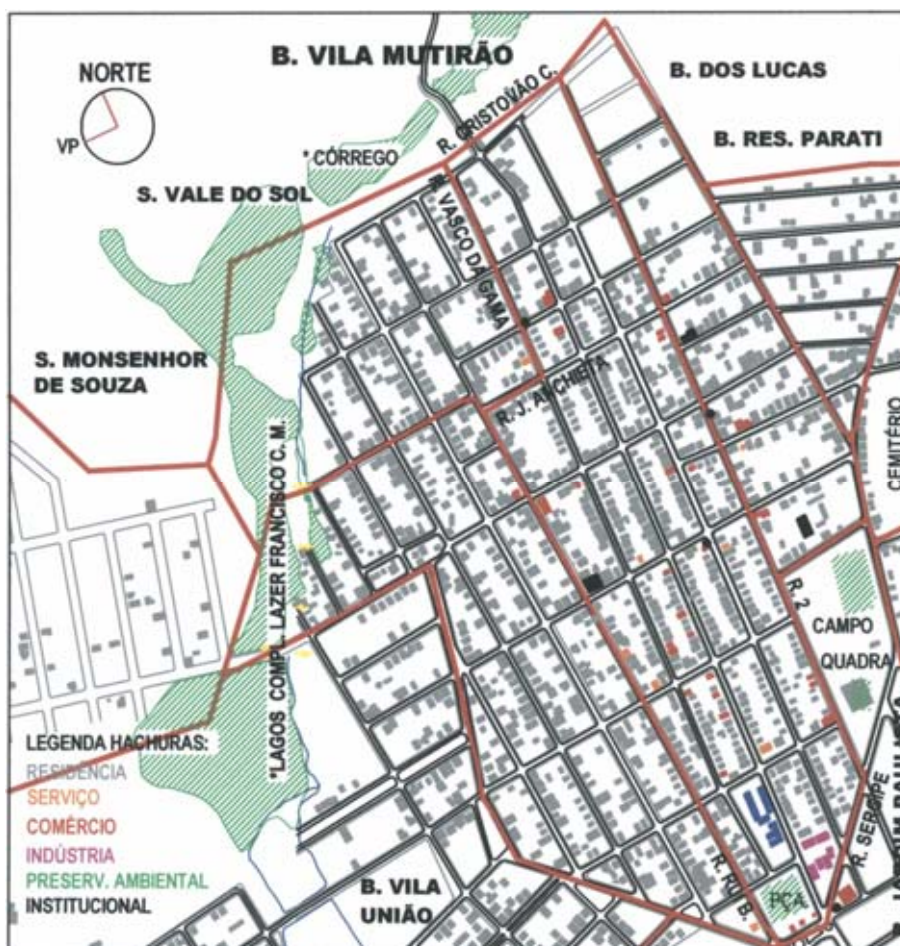 B. VILA MUTIRÃO
NORTE
VP
B. DOS LUCAS
R. CRISTOVÃO C.
B. RES. PARATI
* CÓRREGO
S. VALE DO SOL
R. VASCO DA GAMA
S. MONSENHOR
DE SOUZA
R. J. ANCHIETA
CEMITÉRIO
*LAGOS COMPL. LAZER FRANCISCO C. M.
R. 2
CAMPO
QUADRA
LEGENDA HACHURAS:
RESIDÊNCIA
SERVIÇO
COMÉRCIO
INDÚSTRIA
PRESERV. AMBIENTAL
INSTITUCIONAL
R. SERGIPE
B. VILA
UNIÃO
R. RUI B.
PÇA